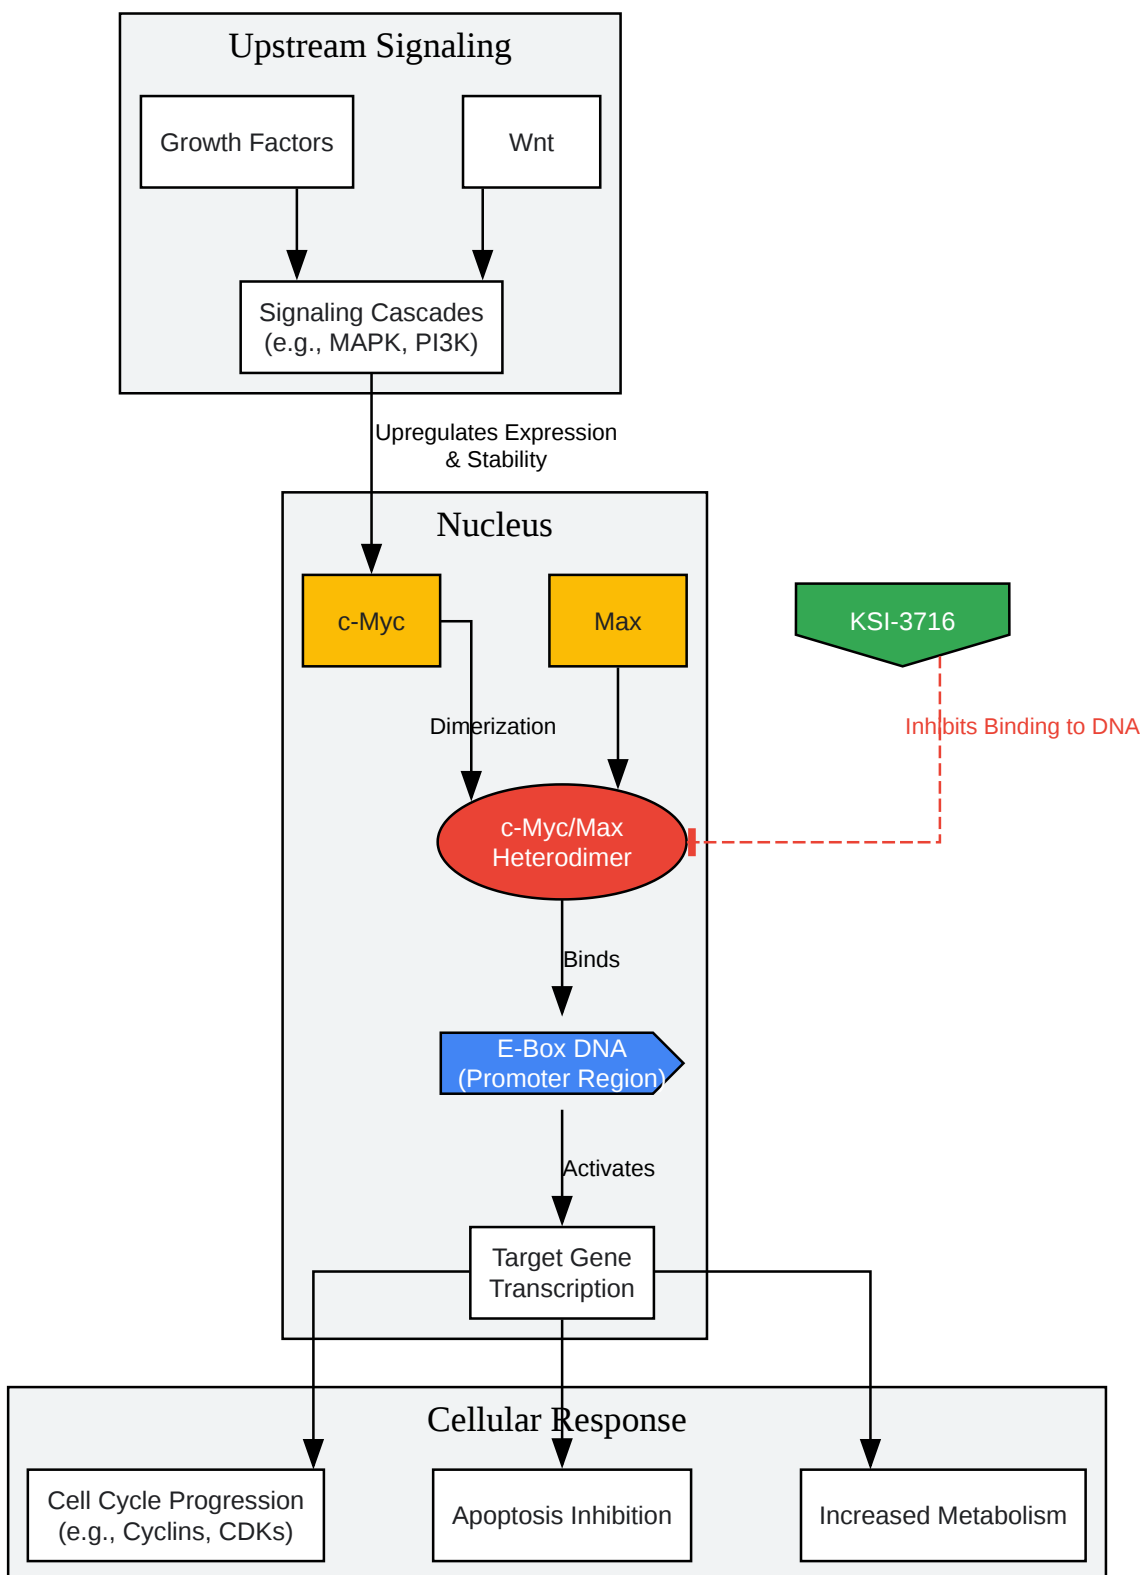 Upstream Signaling
Growth Factors
Wnt
Signaling Cascades
(e.g., MAPK, PI3K)
Upregulates Expression
& Stability
Nucleus
c-Myc
Max
KSI-3716
Dimerization
Inhibits Binding to DNA
c-Myc/Max
Heterodimer
Binds
E-Box DNA
(Promoter Region)
Activates
Target Gene
Transcription
Cellular Response
Cell Cycle Progression
(e.g., Cyclins, CDKs)
Apoptosis Inhibition
Increased Metabolism